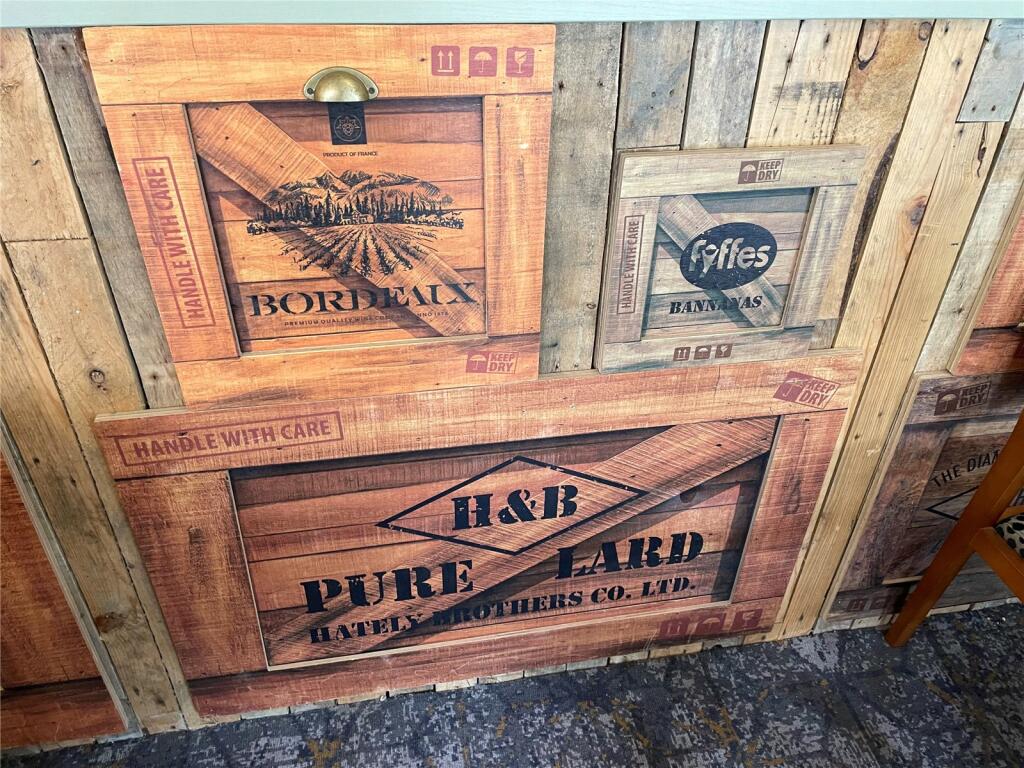 PRODUCT OF FRANCE
HANDLE WITH CARE
BORDEAUX
KEEP
DRY
KEEP
DRY
HANDLE WITH CARE
fyffes
BANNANAS
HANDLE WITH CARE
KEEP
DRY
H&B
PURE LARD
HATELY BROTHERS CO. LTD.
KEEP
DRY
THE DIA